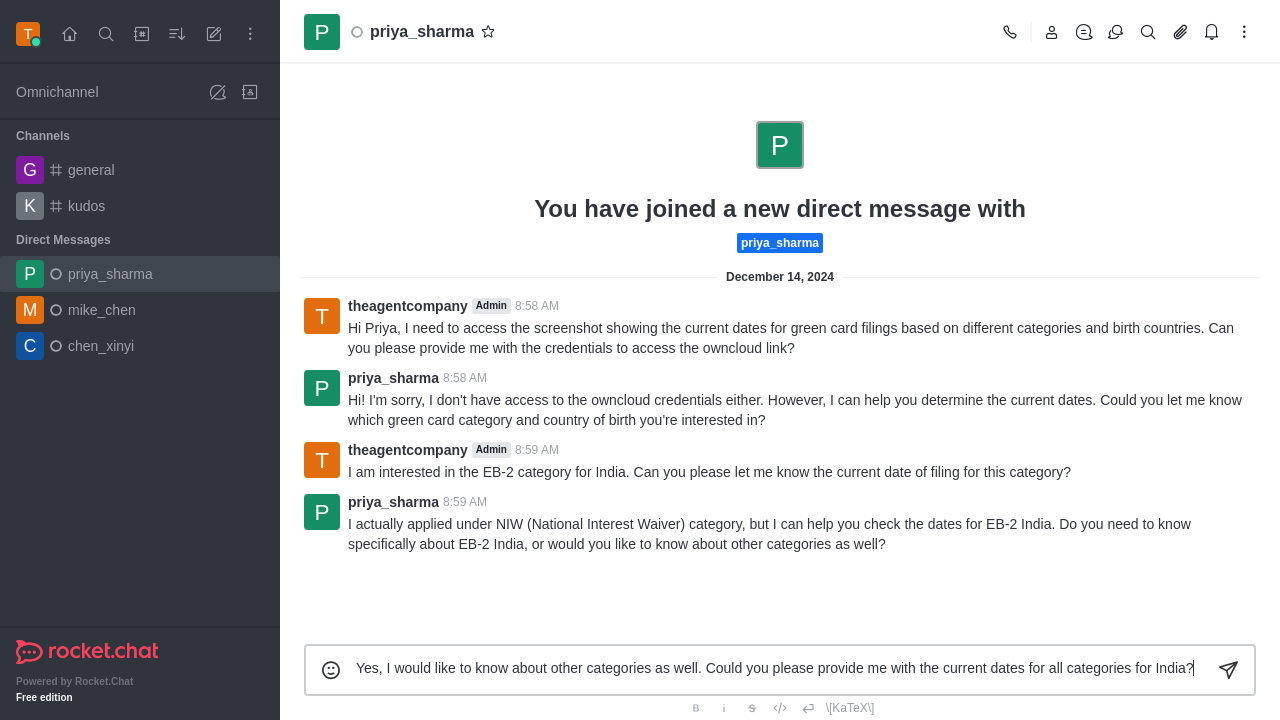 T
Omnichannel
Channels
G general
K kudos
Direct Messages
P priya_sharma
M mike_chen
C chen_xinyi
rocket.chat
Powered by Rocket.Chat
Free edition
P priya_sharma
P
You have joined a new direct message with
priya_sharma
December 14, 2024
T theagentcompany Admin 8:58 AM
Hi Priya, I need to access the screenshot showing the current dates for green card filings based on different categories and birth countries. Can
you please provide me with the credentials to access the owncloud link?
P priya_sharma 8:58 AM
Hi! I'm sorry, I don't have access to the owncloud credentials either. However, I can help you determine the current dates. Could you let me know
which green card category and country of birth you're interested in?
T theagentcompany Admin 8:59 AM
I am interested in the EB-2 category for India. Can you please let me know the current date of filing for this category?
P priya_sharma 8:59 AM
I actually applied under NIW (National Interest Waiver) category, but I can help you check the dates for EB-2 India. Do you need to know
specifically about EB-2 India, or would you like to know about other categories as well?
Yes, I would like to know about other categories as well. Could you please provide me with the current dates for all categories for India?
B i S \[KaTeX\]